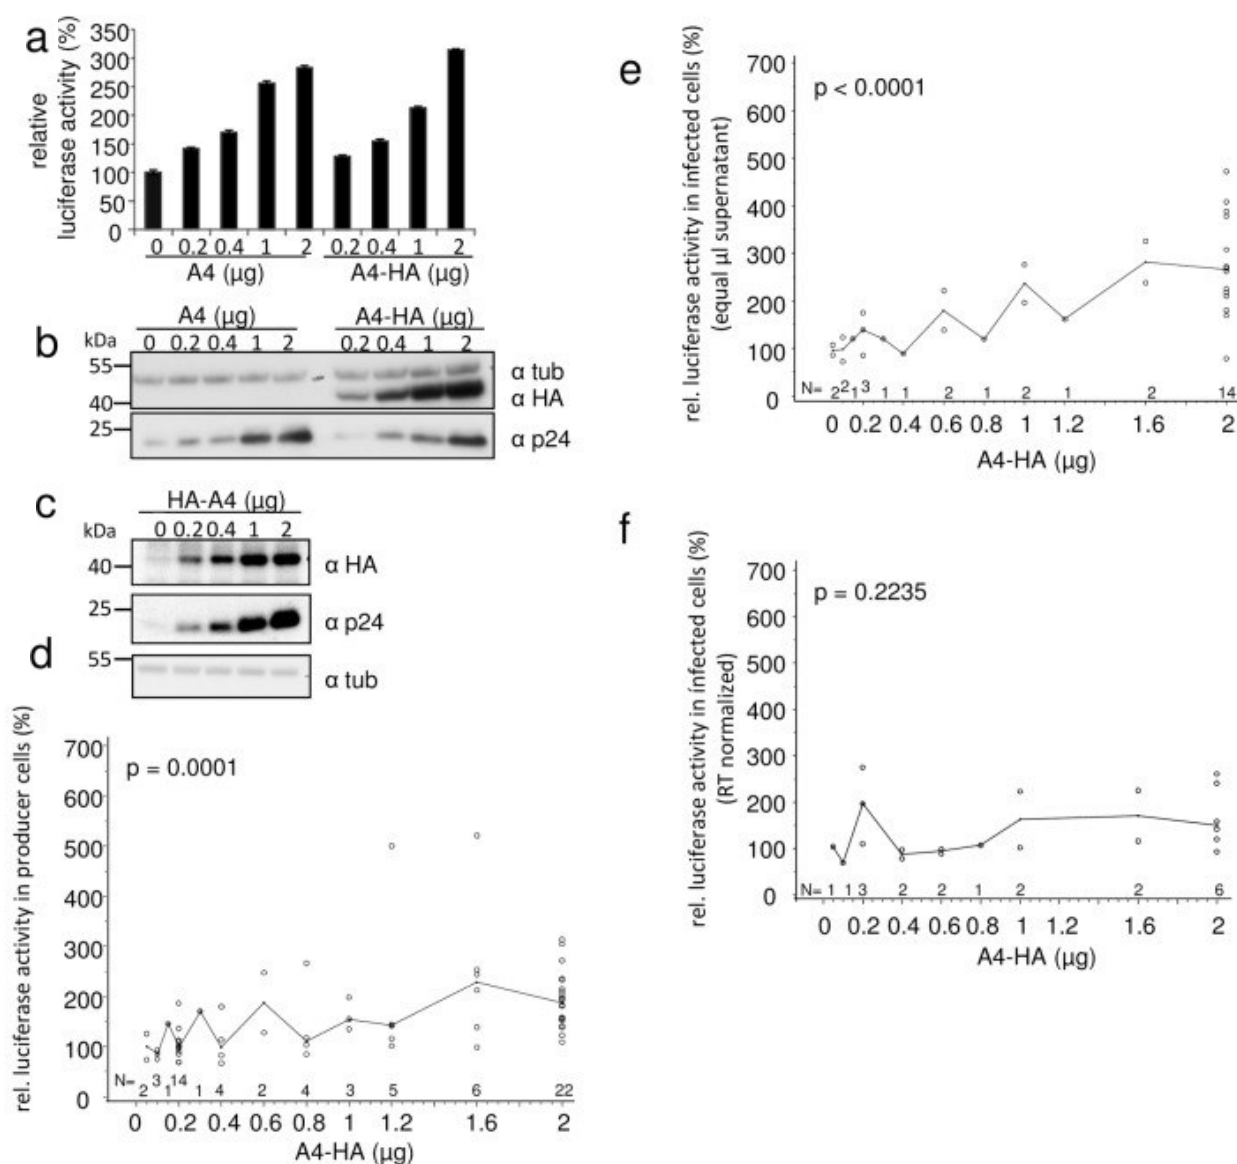 a
relative
luciferase activity (%)
350
300
250
200
150
100
50
0
0 0.2 0.4 1 2 0.2 0.4 1 2
A4 (µg) A4-HA (µg)
b
A4 (µg) A4-HA (µg)
kDa 0 0.2 0.4 1 2 0.2 0.4 1 2
55
α tub
40
α HA
25
α p24
c
HA-A4 (µg)
kDa 0 0.2 0.4 1 2
40
α HA
25
α p24
55
α tub
d
rel. luciferase activity in producer cells (%)
p = 0.0001
700
600
500
400
300
200
100
0
N= 2 3 1 14 1 4 2 4 3 5 6 22
0 0.2 0.4 0.6 0.8 1 1.2 1.6 2
A4-HA (µg)
e
rel. luciferase activity in infected cells (%)
(equal µl supernatant)
p < 0.0001
700
600
500
400
300
200
100
0
N= 2 2 1 3 1 1 2 1 2 1 2 14
0 0.2 0.4 0.6 0.8 1 1.2 1.6 2
A4-HA (µg)
f
rel. luciferase activity in infected cells (%)
(RT normalized)
p = 0.2235
700
600
500
400
300
200
100
0
N= 1 1 3 2 2 1 2 2 6
0 0.2 0.4 0.6 0.8 1 1.2 1.6 2
A4-HA (µg)